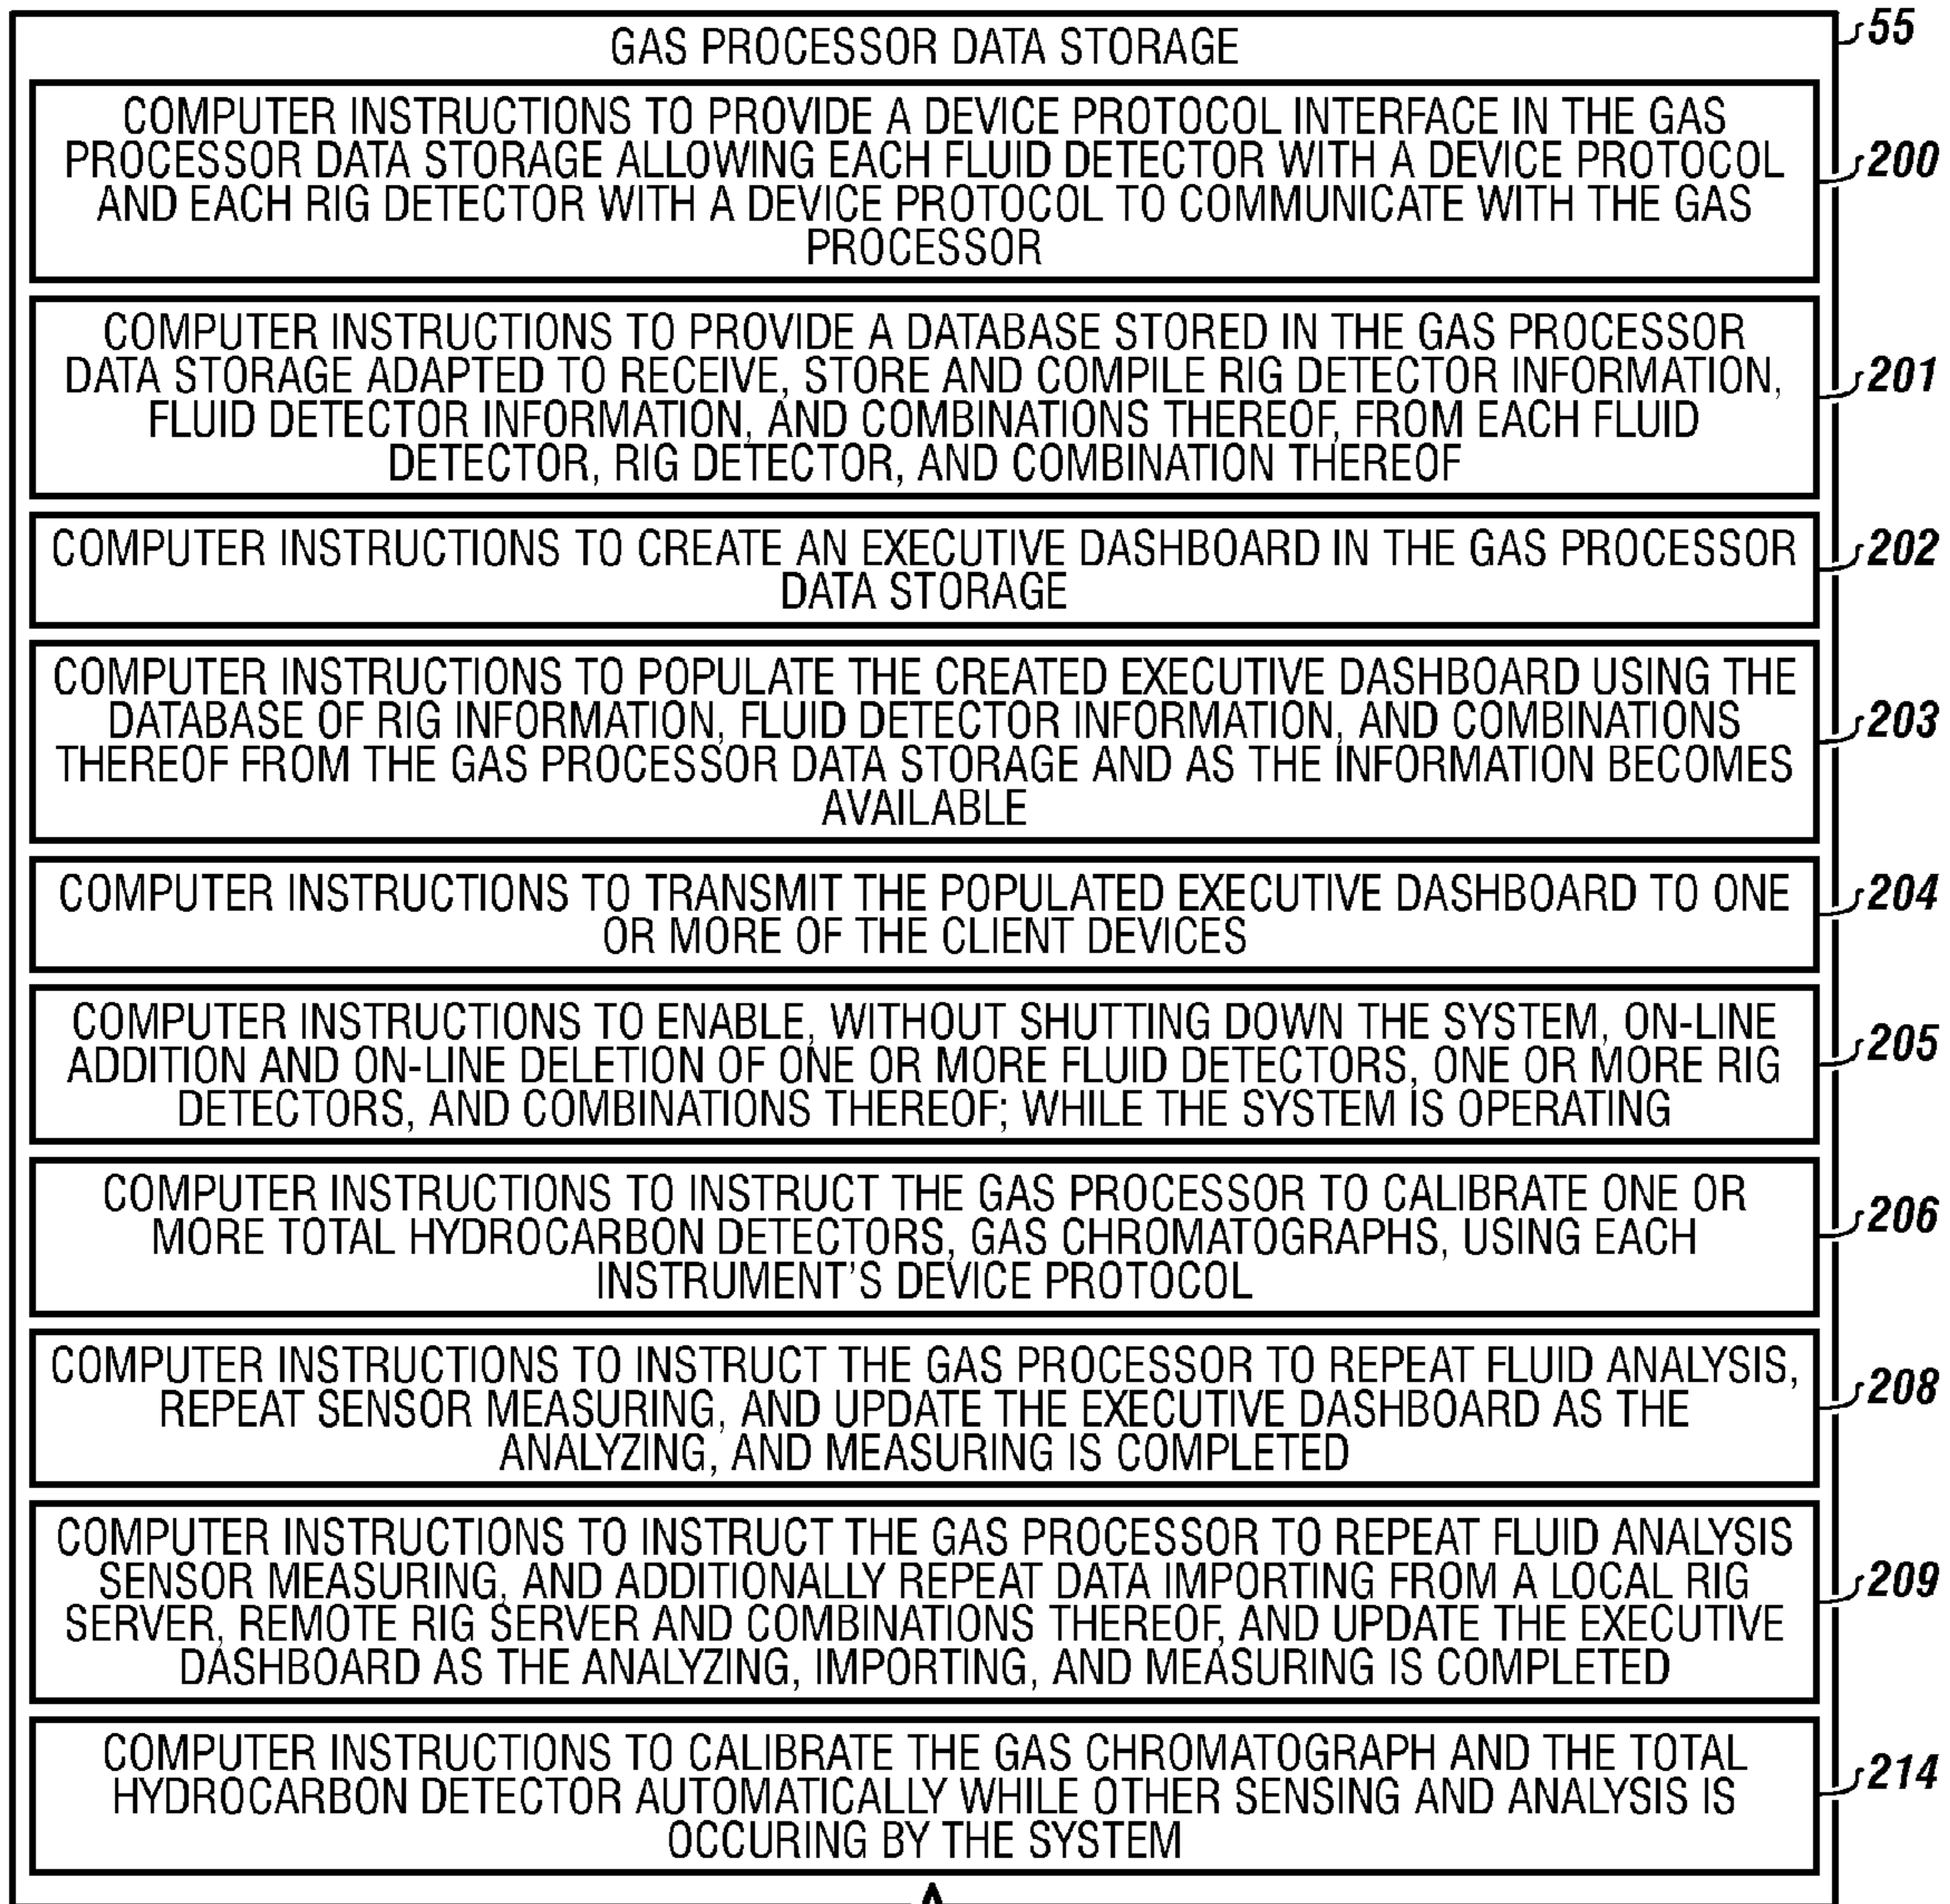 GAS PROCESSOR DATA STORAGE
55
COMPUTER INSTRUCTIONS TO PROVIDE A DEVICE PROTOCOL INTERFACE IN THE GAS
PROCESSOR DATA STORAGE ALLOWING EACH FLUID DETECTOR WITH A DEVICE PROTOCOL
AND EACH RIG DETECTOR WITH A DEVICE PROTOCOL TO COMMUNICATE WITH THE GAS
PROCESSOR
200
COMPUTER INSTRUCTIONS TO PROVIDE A DATABASE STORED IN THE GAS PROCESSOR
DATA STORAGE ADAPTED TO RECEIVE, STORE AND COMPILE RIG DETECTOR INFORMATION,
FLUID DETECTOR INFORMATION, AND COMBINATIONS THEREOF, FROM EACH FLUID
DETECTOR, RIG DETECTOR, AND COMBINATION THEREOF
201
COMPUTER INSTRUCTIONS TO CREATE AN EXECUTIVE DASHBOARD IN THE GAS PROCESSOR
DATA STORAGE
202
COMPUTER INSTRUCTIONS TO POPULATE THE CREATED EXECUTIVE DASHBOARD USING THE
DATABASE OF RIG INFORMATION, FLUID DETECTOR INFORMATION, AND COMBINATIONS
THEREOF FROM THE GAS PROCESSOR DATA STORAGE AND AS THE INFORMATION BECOMES
AVAILABLE
203
COMPUTER INSTRUCTIONS TO TRANSMIT THE POPULATED EXECUTIVE DASHBOARD TO ONE
OR MORE OF THE CLIENT DEVICES
204
COMPUTER INSTRUCTIONS TO ENABLE, WITHOUT SHUTTING DOWN THE SYSTEM, ON-LINE
ADDITION AND ON-LINE DELETION OF ONE OR MORE FLUID DETECTORS, ONE OR MORE RIG
DETECTORS, AND COMBINATIONS THEREOF; WHILE THE SYSTEM IS OPERATING
205
COMPUTER INSTRUCTIONS TO INSTRUCT THE GAS PROCESSOR TO CALIBRATE ONE OR
MORE TOTAL HYDROCARBON DETECTORS, GAS CHROMATOGRAPHS, USING EACH
INSTRUMENT'S DEVICE PROTOCOL
206
COMPUTER INSTRUCTIONS TO INSTRUCT THE GAS PROCESSOR TO REPEAT FLUID ANALYSIS,
REPEAT SENSOR MEASURING, AND UPDATE THE EXECUTIVE DASHBOARD AS THE
ANALYZING, AND MEASURING IS COMPLETED
208
COMPUTER INSTRUCTIONS TO INSTRUCT THE GAS PROCESSOR TO REPEAT FLUID ANALYSIS
SENSOR MEASURING, AND ADDITIONALLY REPEAT DATA IMPORTING FROM A LOCAL RIG
SERVER, REMOTE RIG SERVER AND COMBINATIONS THEREOF, AND UPDATE THE EXECUTIVE
DASHBOARD AS THE ANALYZING, IMPORTING, AND MEASURING IS COMPLETED
209
COMPUTER INSTRUCTIONS TO CALIBRATE THE GAS CHROMATOGRAPH AND THE TOTAL
HYDROCARBON DETECTOR AUTOMATICALLY WHILE OTHER SENSING AND ANALYSIS IS
OCCURING BY THE SYSTEM
214